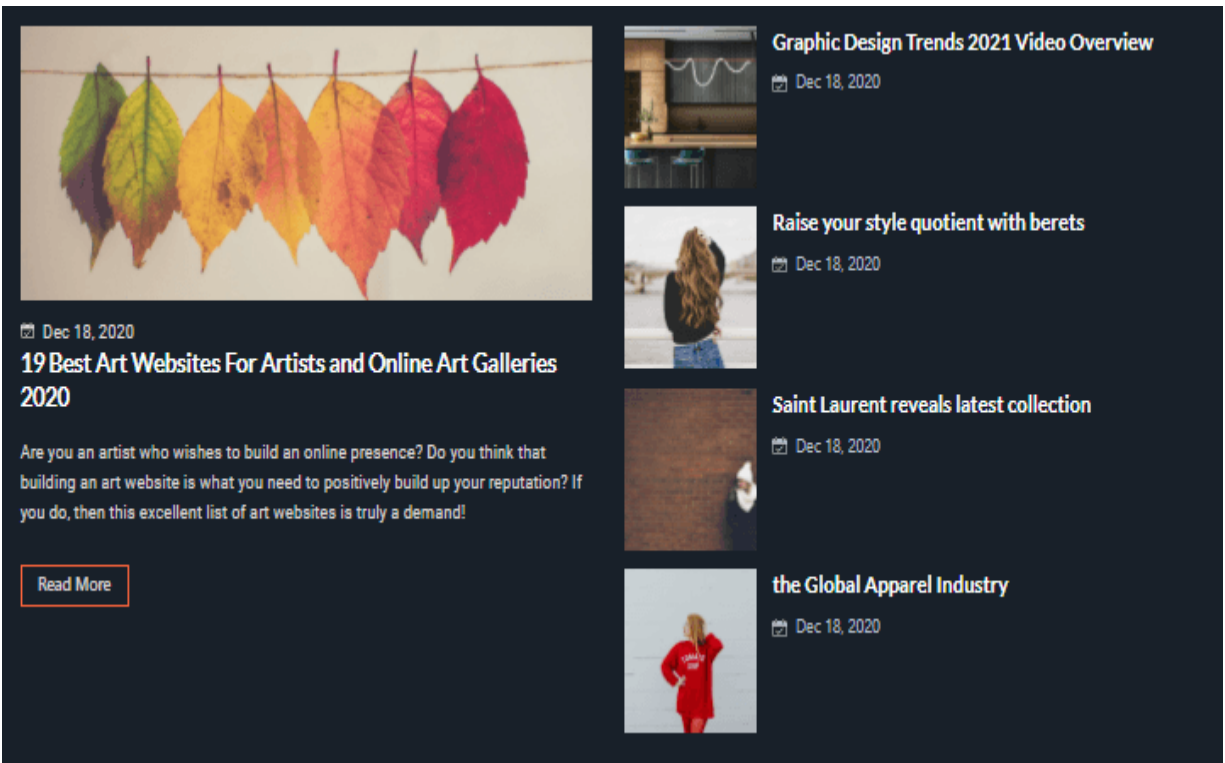 Dec 18, 2020
19 Best Art Websites For Artists and Online Art Galleries
2020
Are you an artist who wishes to build an online presence? Do you think that
building an art website is what you need to positively build up your reputation? If
you do, then this excellent list of art websites is truly a demand!
Read More
Graphic Design Trends 2021 Video Overview
Dec 18, 2020
Raise your style quotient with berets
Dec 18, 2020
Saint Laurent reveals latest collection
Dec 18, 2020
the Global Apparel Industry
Dec 18, 2020